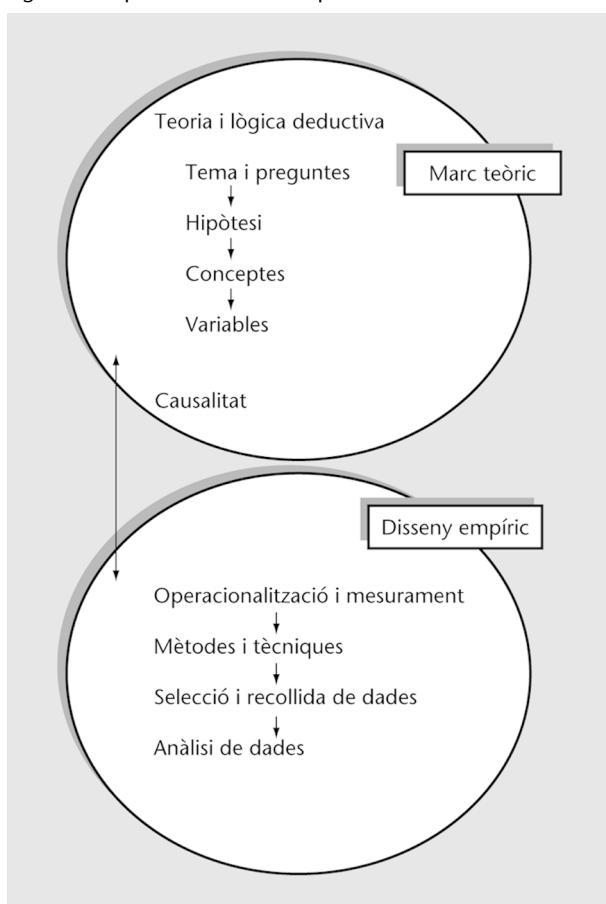 Teoria i lògica deductiva
Marc teòric
Tema i preguntes
Hipòtesi
Conceptes
Variables
Causalitat
Disseny empíric
Operacionalització i mesurament
Mètodes i tècniques
Selecció i recollida de dades
Anàlisi de dades